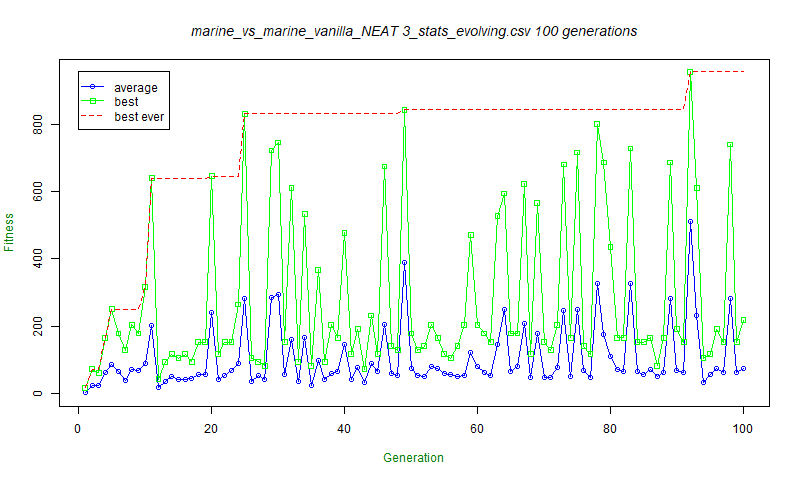 marine_vs_marine_vanilla_NEAT 3_stats_evolving.csv 100 generations
average
best
best ever
Fitness
800
600
400
200
0
0 20 40 60 80 100
Generation